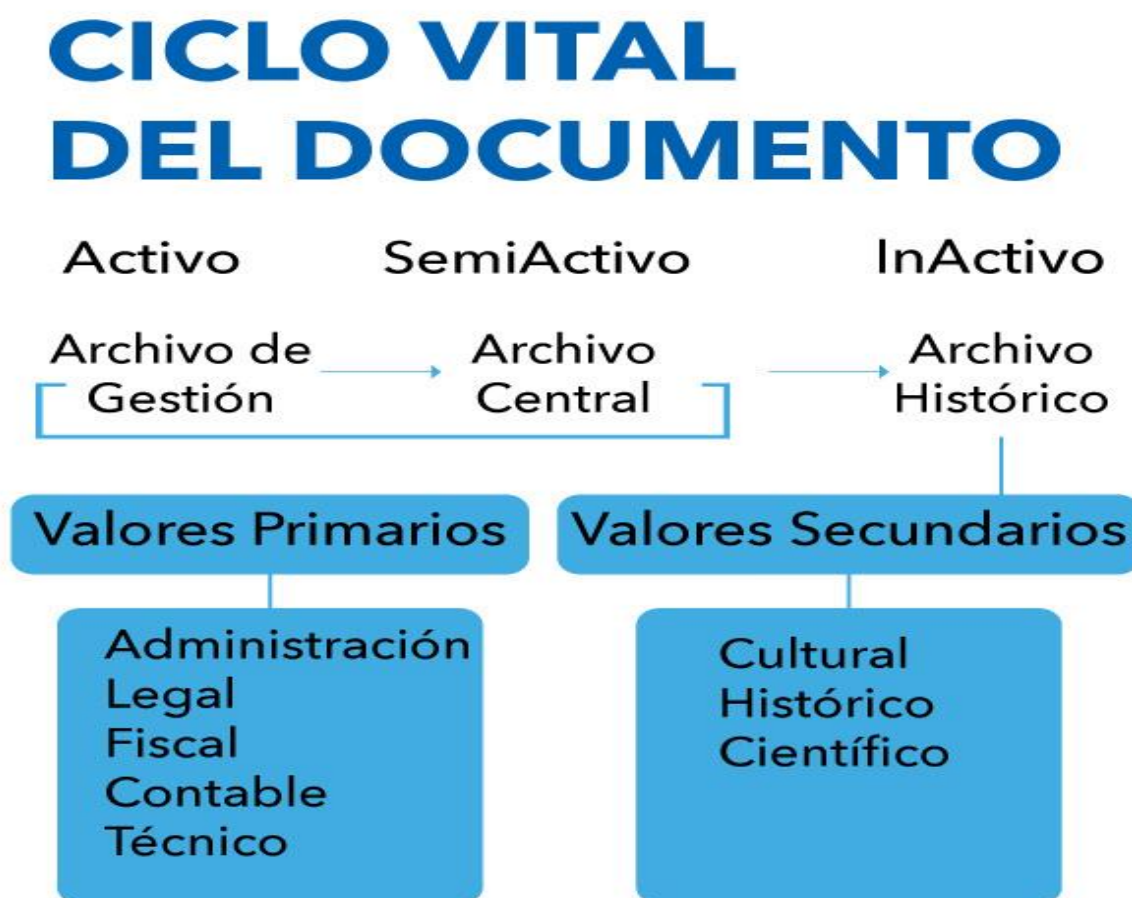 CICLO VITAL
DEL DOCUMENTO
Activo
SemiActivo
InActivo
Archivo de
Gestión
Archivo
Central
Archivo
Histórico
Valores Primarios
Valores Secundarios
Administración
Legal
Fiscal
Contable
Técnico
Cultural
Histórico
Científico